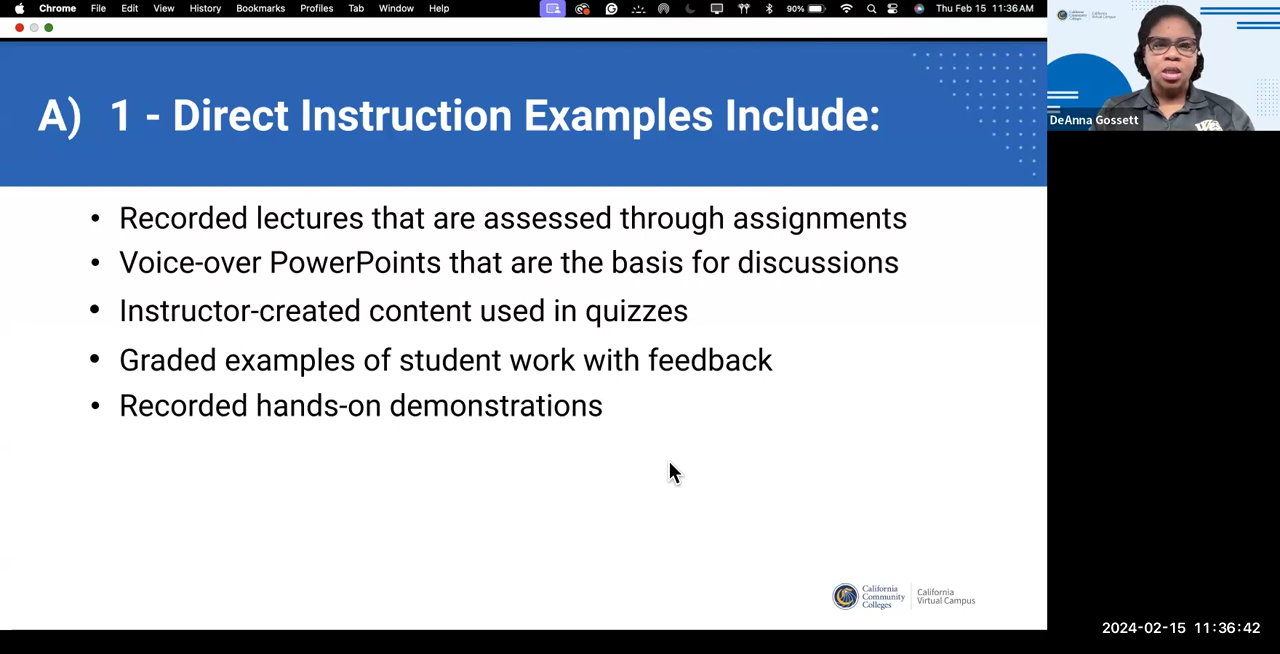 Chrome File Edit View History Bookmarks Profiles Tab Window Help 90% Thu Feb 15 11:36 AM
A) 1 - Direct Instruction Examples Include:
• Recorded lectures that are assessed through assignments
• Voice-over PowerPoints that are the basis for discussions
• Instructor-created content used in quizzes
• Graded examples of student work with feedback
• Recorded hands-on demonstrations
California
Community
Colleges
California
Virtual Campus
DeAnna Gossett
2024-02-15 11:36:42